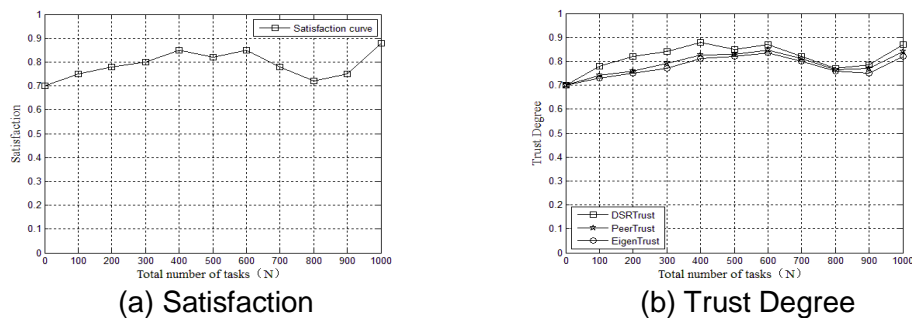 1
0.9
0.8
0.7
0.6
0.5
0.4
0.3
0.2
0.1
0
Satisfaction
Satisfaction curve
0 100 200 300 400 500 600 700 800 900 1000
Total number of tasks（N）
(a) Satisfaction
1
0.9
0.8
0.7
0.6
0.5
0.4
0.3
0.2
0.1
0
Trust Degree
DSRTrust
PeerTrust
EigenTrust
0 100 200 300 400 500 600 700 800 900 1000
Total number of tasks（N）
(b) Trust Degree